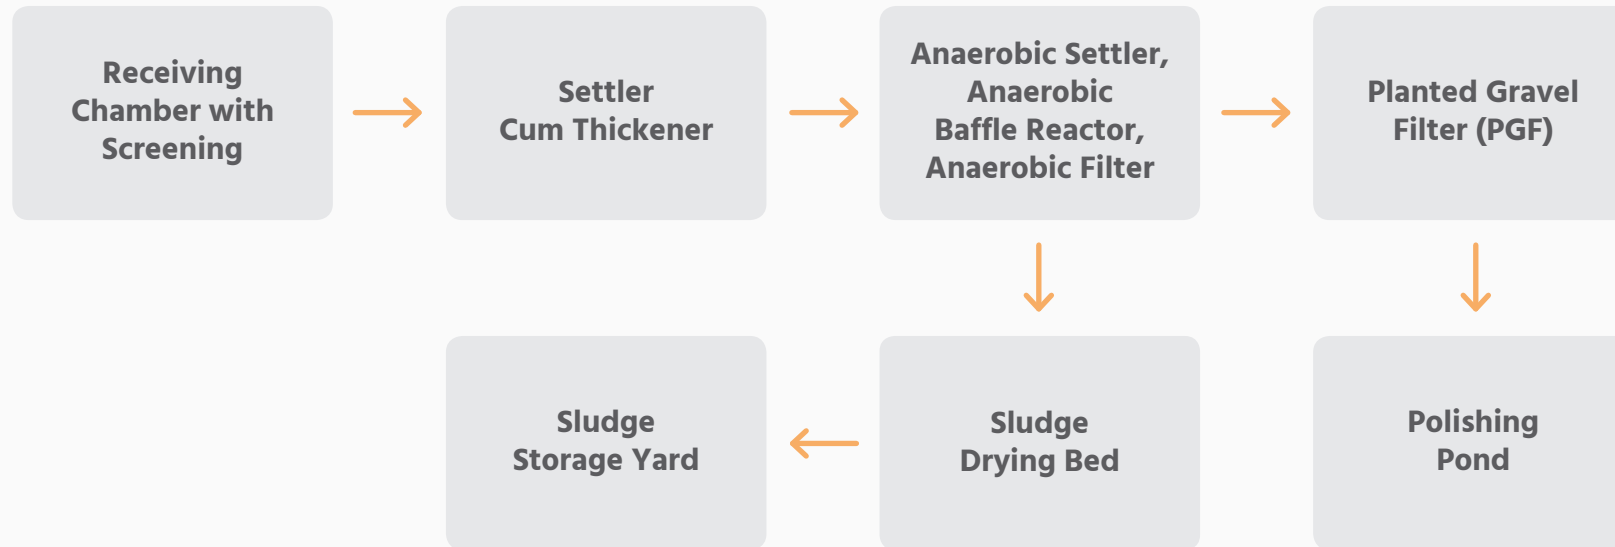 Receiving
Chamber with
Screening
Settler
Cum Thickener
Anaerobic Settler,
Anaerobic
Baffle Reactor,
Anaerobic Filter
Planted Gravel
Filter (PGF)
Sludge
Storage Yard
Sludge
Drying Bed
Polishing
Pond